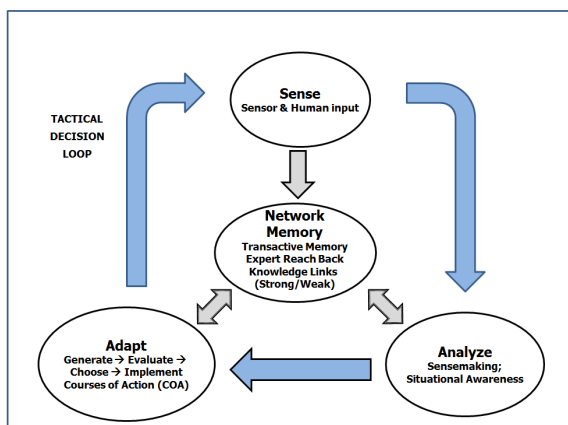 Sense
Sensor & Human input
TACTICAL
DECISION
LOOP
Network
Memory
Transactive Memory
Expert Reach Back
Knowledge Links
(Strong/Weak)
Adapt
Generate → Evaluate →
Choose → Implement
Courses of Action (COA)
Analyze
Sensemaking;
Situational Awareness